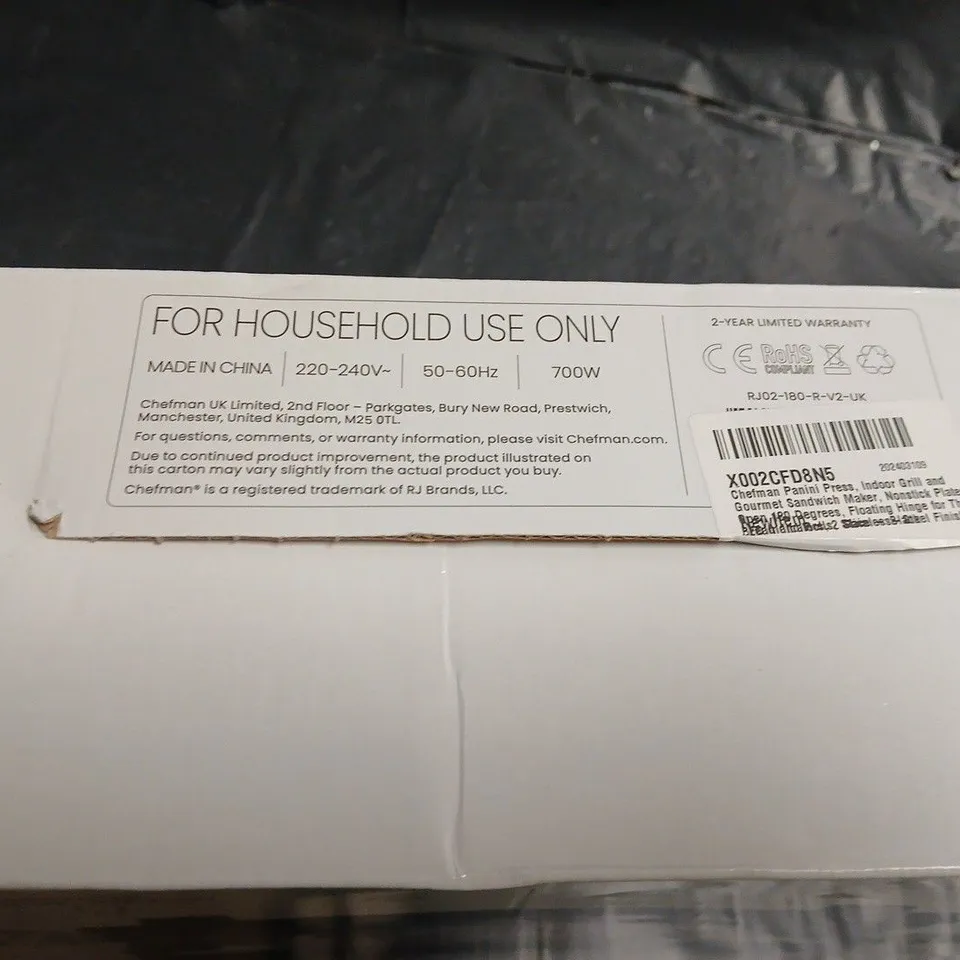 FOR HOUSEHOLD USE ONLY
MADE IN CHINA
220-240V~
50-60Hz
700W
Chefman UK Limited, 2nd Floor – Parkgates, Bury New Road, Prestwich,
Manchester, United Kingdom, M25 0TL.
For questions, comments, or warranty information, please visit Chefman.com.
Due to continued product improvement, the product illustrated on
this carton may vary slightly from the actual product you buy.
Chefman® is a registered trademark of RJ Brands, LLC.
2-YEAR LIMITED WARRANTY
CE RoHS
COMPLIANT
RJ02-180-R-V2-UK
X002CFD8N5
202403109
Chefman Panini Press, Indoor Grill and
Gourmet Sandwich Maker, Nonstick Plate
Open 180 Degrees, Floating Hinge for Th
Steel Finis